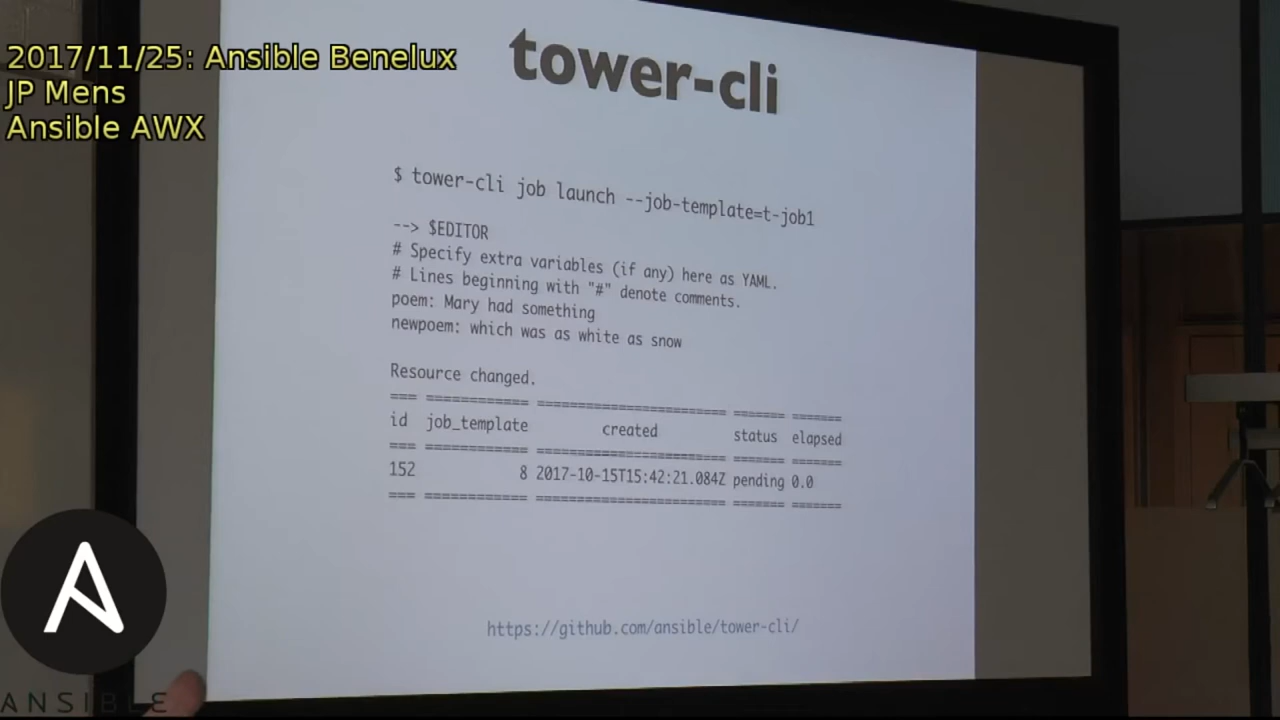 2017/11/25: Ansible Benelux
JP Mens
Ansible AWX
tower-cli
$ tower-cli job launch --job-template=t-job1
--> $EDITOR
# Specify extra variables (if any) here as YAML.
# Lines beginning with "#" denote comments.
poem: Mary had something
newpoem: which was as white as snow
Resource changed.
=== ============ ======================== ======= =======
id job_template created status elapsed
=== ============ ======================== ======= =======
152 8 2017-10-15T15:42:21.084Z pending 0.0
=== ============ ======================== ======= =======
https://github.com/ansible/tower-cli/
ANSIBLE